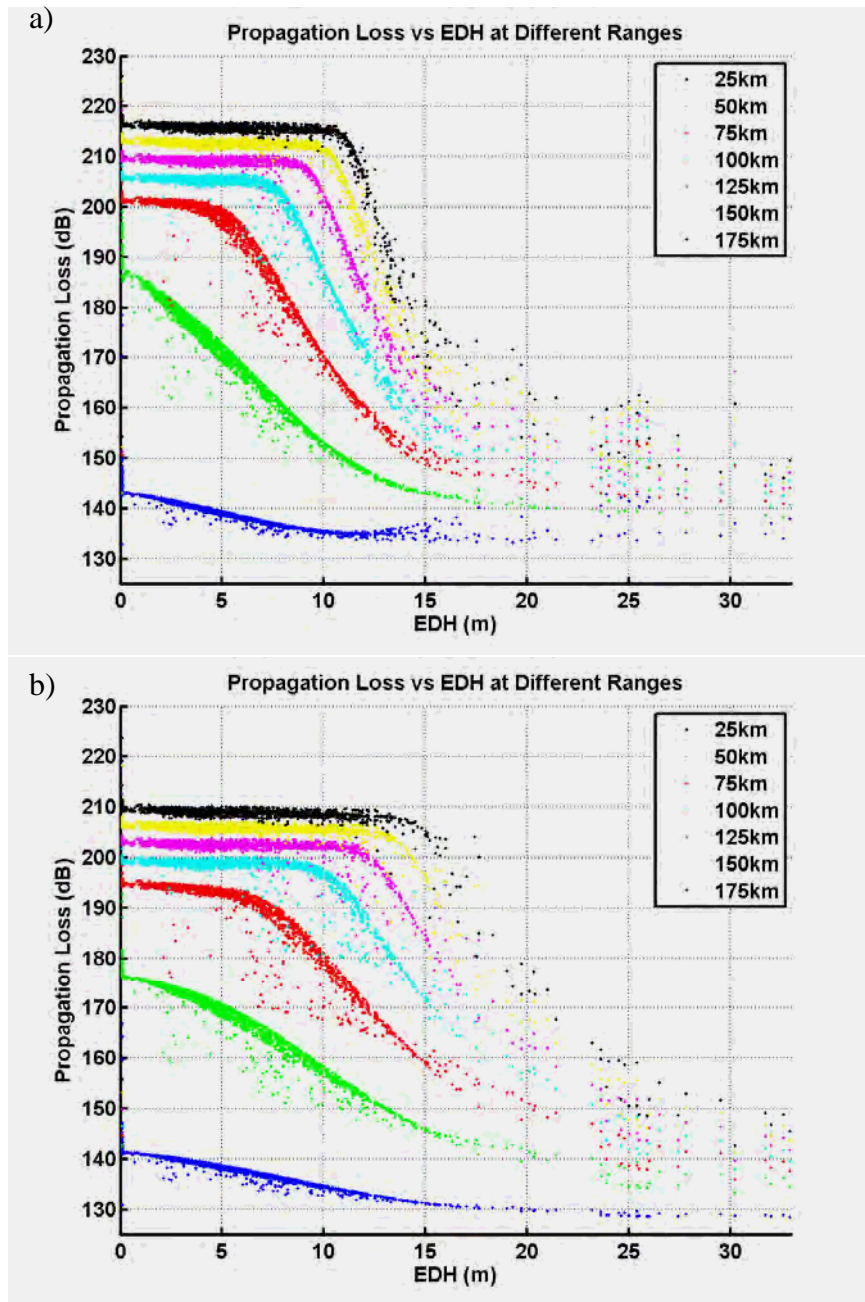 a)
Propagation Loss vs EDH at Different Ranges
230
220
210
200
190
180
170
160
150
140
130
Propagation Loss (dB)
25km
50km
75km
100km
125km
150km
175km
0 5 10 15 20 25 30
EDH (m)
b)
Propagation Loss vs EDH at Different Ranges
230
220
210
200
190
180
170
160
150
140
130
Propagation Loss (dB)
25km
50km
75km
100km
125km
150km
175km
0 5 10 15 20 25 30
EDH (m)